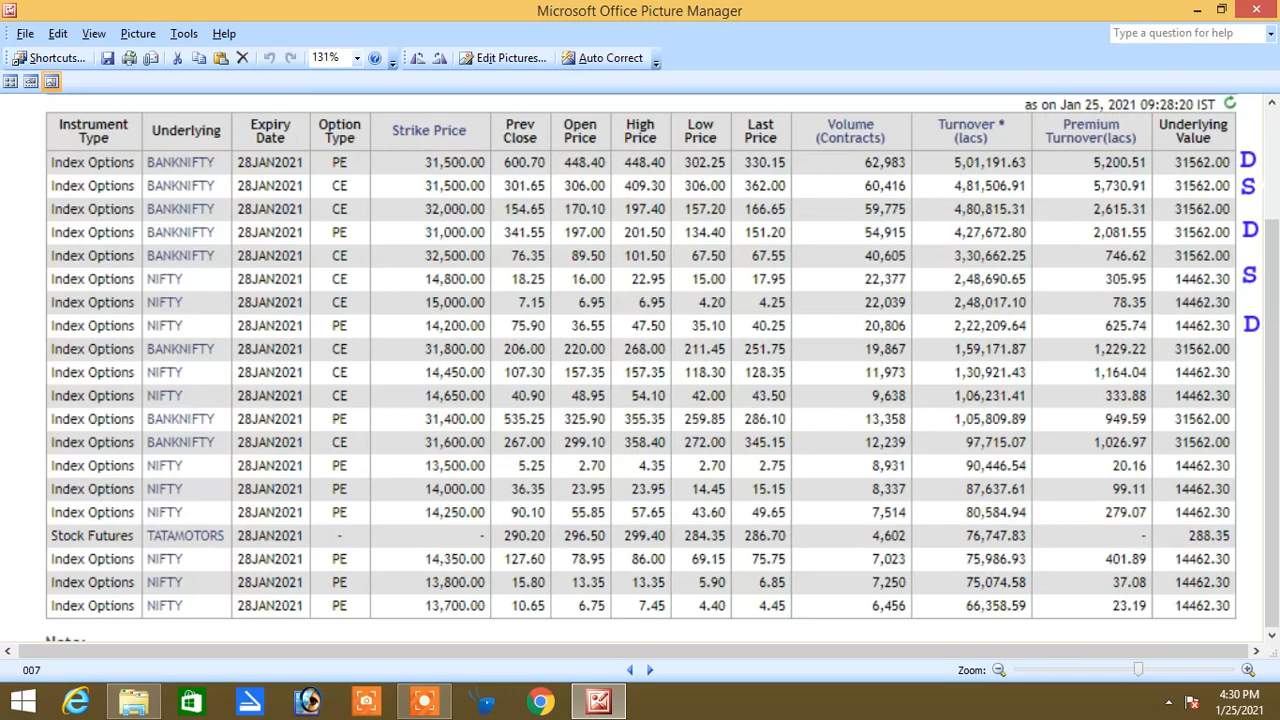 Microsoft Office Picture Manager
File Edit View Picture Tools Help
Type a question for help
Shortcuts... 131% Edit Pictures... Auto Correct
as on Jan 25, 2021 09:28:20 IST
Instrument Type Underlying Expiry Date Option Type Strike Price Prev Close Open Price High Price Low Price Last Price Volume (Contracts) Turnover * (lacs) Premium Turnover(lacs) Underlying Value
Index Options BANKNIFTY 28JAN2021 PE 31,500.00 600.70 448.40 448.40 302.25 330.15 62,983 5,01,191.63 5,200.51 31562.00 D
Index Options BANKNIFTY 28JAN2021 CE 31,500.00 301.65 306.00 409.30 306.00 362.00 60,416 4,81,506.91 5,730.91 31562.00 S
Index Options BANKNIFTY 28JAN2021 CE 32,000.00 154.65 170.10 197.40 157.20 166.65 59,775 4,80,815.31 2,615.31 31562.00
Index Options BANKNIFTY 28JAN2021 PE 31,000.00 341.55 197.00 201.50 134.40 151.20 54,915 4,27,672.80 2,081.55 31562.00 D
Index Options BANKNIFTY 28JAN2021 CE 32,500.00 76.35 89.50 101.50 67.50 67.55 40,605 3,30,662.25 746.62 31562.00
Index Options NIFTY 28JAN2021 CE 14,800.00 18.25 16.00 22.95 15.00 17.95 22,377 2,48,690.65 305.95 14462.30 S
Index Options NIFTY 28JAN2021 CE 15,000.00 7.15 6.95 6.95 4.20 4.25 22,039 2,48,017.10 78.35 14462.30
Index Options NIFTY 28JAN2021 PE 14,200.00 75.90 36.55 47.50 35.10 40.25 20,806 2,22,209.64 625.74 14462.30 D
Index Options BANKNIFTY 28JAN2021 CE 31,800.00 206.00 220.00 268.00 211.45 251.75 19,867 1,59,171.87 1,229.22 31562.00
Index Options NIFTY 28JAN2021 CE 14,450.00 107.30 157.35 157.35 118.30 128.35 11,973 1,30,921.43 1,164.04 14462.30
Index Options NIFTY 28JAN2021 CE 14,650.00 40.90 48.95 54.10 42.00 43.50 9,638 1,06,231.41 333.88 14462.30
Index Options BANKNIFTY 28JAN2021 PE 31,400.00 535.25 325.90 355.35 259.85 286.10 13,358 1,05,809.89 949.59 31562.00
Index Options BANKNIFTY 28JAN2021 CE 31,600.00 267.00 299.10 358.40 272.00 345.15 12,239 97,715.07 1,026.97 31562.00
Index Options NIFTY 28JAN2021 PE 13,500.00 5.25 2.70 4.35 2.70 2.75 8,931 90,446.54 20.16 14462.30
Index Options NIFTY 28JAN2021 PE 14,000.00 36.35 23.95 23.95 14.45 15.15 8,337 87,637.61 99.11 14462.30
Index Options NIFTY 28JAN2021 PE 14,250.00 90.10 55.85 57.65 43.60 49.65 7,514 80,584.94 279.07 14462.30
Stock Futures TATAMOTORS 28JAN2021 - - 290.20 296.50 299.40 284.35 286.70 4,602 76,747.83 - 288.35
Index Options NIFTY 28JAN2021 PE 14,350.00 127.60 78.95 86.00 69.15 75.75 7,023 75,986.93 401.89 14462.30
Index Options NIFTY 28JAN2021 PE 13,800.00 15.80 13.35 13.35 5.90 6.85 7,250 75,074.58 37.08 14462.30
Index Options NIFTY 28JAN2021 PE 13,700.00 10.65 6.75 7.45 4.40 4.45 6,456 66,358.59 23.19 14462.30
007 Zoom:
4:30 PM
1/25/2021